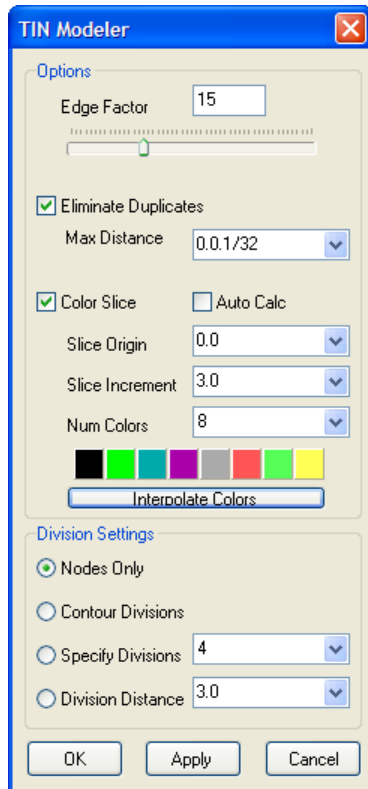 TIN Modeler
Options
Edge Factor 15
Eliminate Duplicates
Max Distance 0.0.1/32
Color Slice Auto Calc
Slice Origin 0.0
Slice Increment 3.0
Num Colors 8
Interpolate Colors
Division Settings
Nodes Only
Contour Divisions
Specify Divisions 4
Division Distance 3.0
OK Apply Cancel